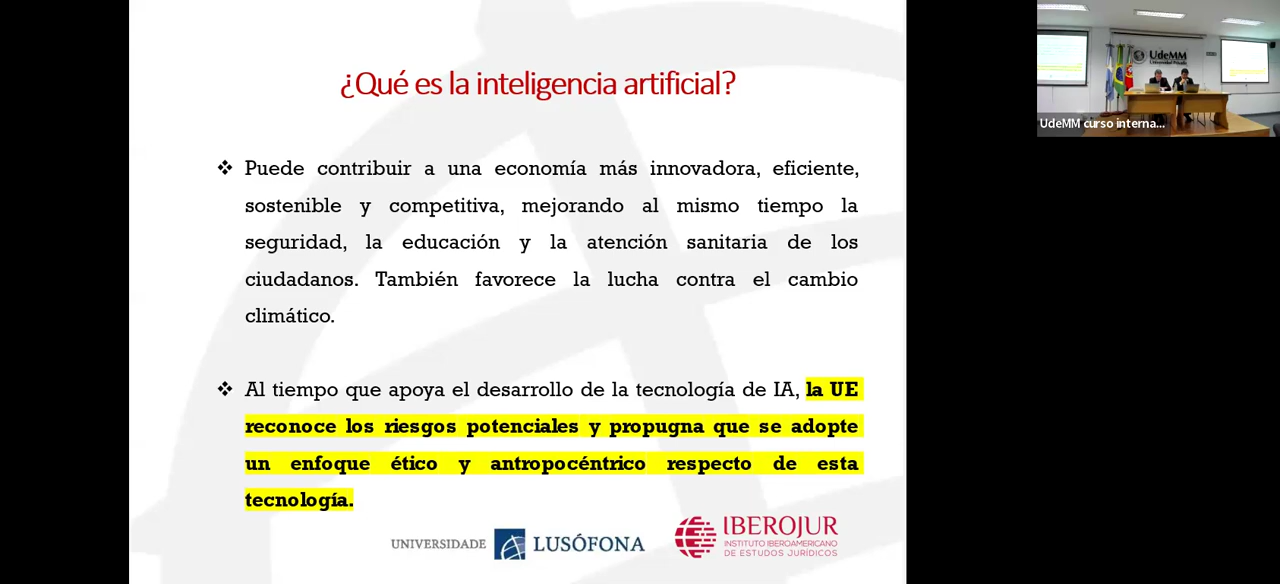 ¿Qué es la inteligencia artificial?
❖ Puede contribuir a una economía más innovadora, eficiente,
sostenible y competitiva, mejorando al mismo tiempo la
seguridad, la educación y la atención sanitaria de los
ciudadanos. También favorece la lucha contra el cambio
climático.
❖ Al tiempo que apoya el desarrollo de la tecnología de IA, la UE
reconoce los riesgos potenciales y propugna que se adopte
un enfoque ético y antropocéntrico respecto de esta
tecnología.
UNIVERSIDADE LUSÓFONA
IBEROJUR
INSTITUTO IBEROAMERICANO
DE ESTUDIOS JURÍDICOS
UdeMM
UdeMM curso interna...